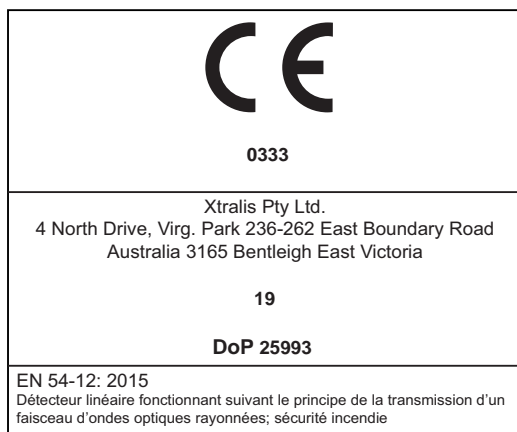 CE
0333
Xtralis Pty Ltd.
4 North Drive, Virg. Park 236-262 East Boundary Road
Australia 3165 Bentleigh East Victoria
19
DoP 25993
EN 54-12: 2015
Détecteur linéaire fonctionnant suivant le principe de la transmission d’un
faisceau d’ondes optiques rayonnées; sécurité incendie